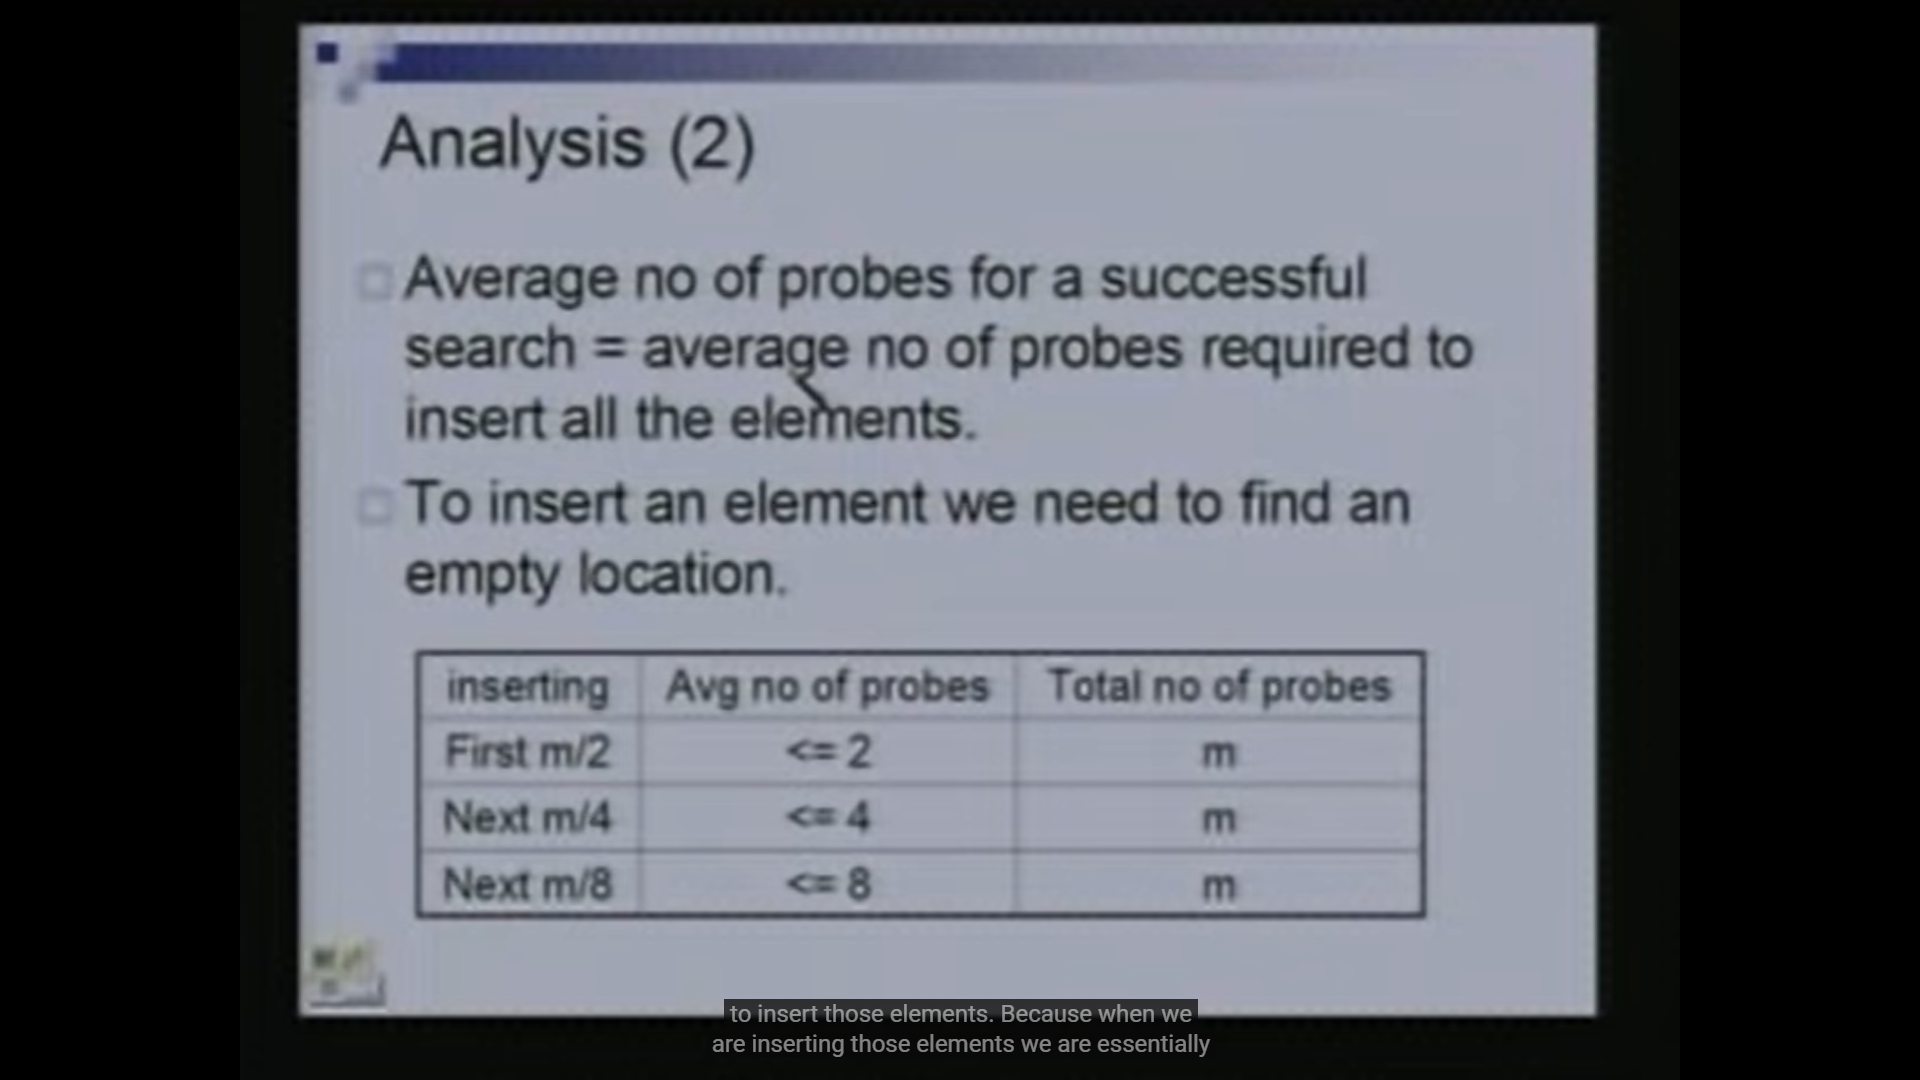 Analysis (2)
Average no of probes for a successful
search = average no of probes required to
insert all the elements.
To insert an element we need to find an
empty location.
inserting Avg no of probes Total no of probes
First m/2 <= 2 m
Next m/4 <= 4 m
Next m/8 <= 8 m
to insert those elements. Because when we
are inserting those elements we are essentially